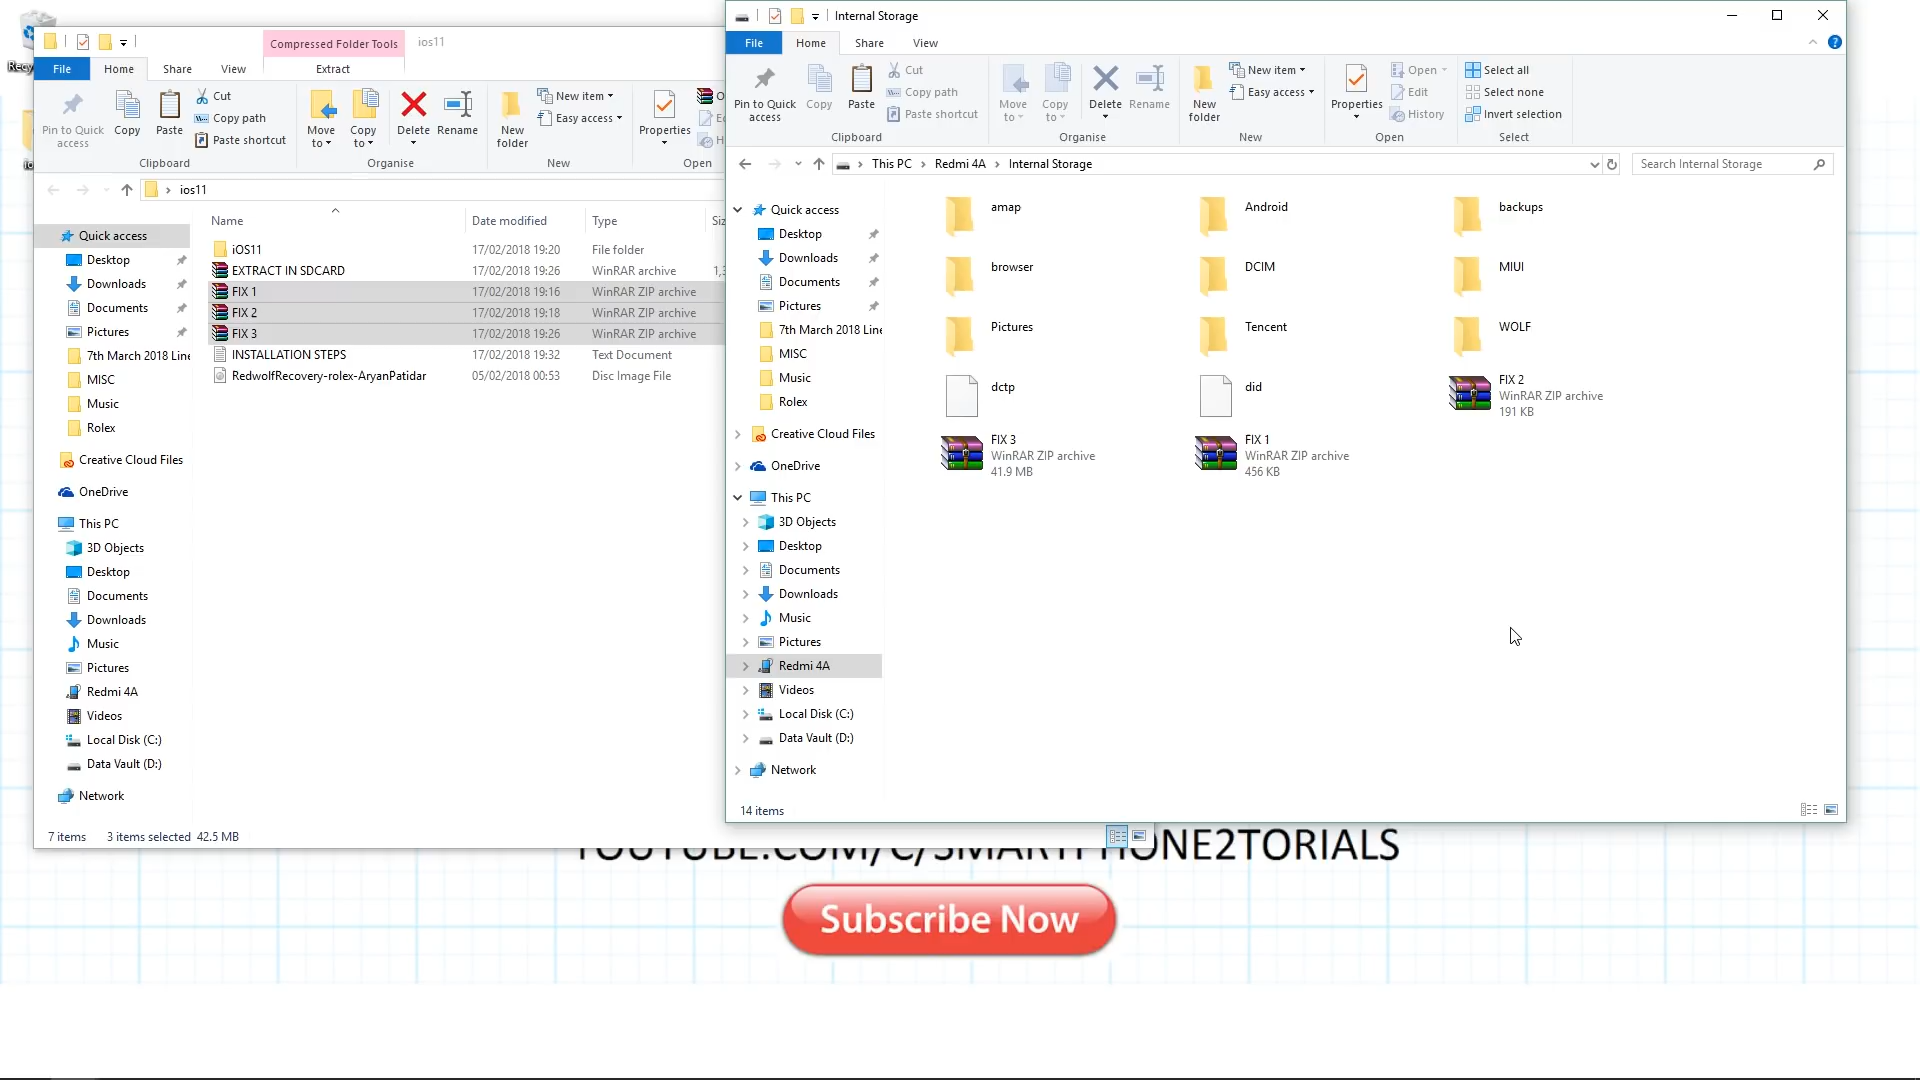 Recy
io
Compressed Folder Tools
ios11
File
Home
Share
View
Extract
Pin to Quick access
Copy
Paste
Cut
Copy path
Paste shortcut
Clipboard
Move to
Copy to
Delete
Rename
Organise
New folder
New item
Easy access
New
Properties
Open
ios11
Name
Date modified
Type
Siz
iOS11 17/02/2018 19:20 File folder
EXTRACT IN SDCARD 17/02/2018 19:26 WinRAR archive 1,3
FIX 1 17/02/2018 19:16 WinRAR ZIP archive
FIX 2 17/02/2018 19:18 WinRAR ZIP archive
FIX 3 17/02/2018 19:26 WinRAR ZIP archive
INSTALLATION STEPS 17/02/2018 19:32 Text Document
RedwolfRecovery-rolex-AryanPatidar 05/02/2018 00:53 Disc Image File
Quick access
Desktop
Downloads
Documents
Pictures
7th March 2018 Line
MISC
Music
Rolex
Creative Cloud Files
OneDrive
This PC
3D Objects
Desktop
Documents
Downloads
Music
Pictures
Redmi 4A
Videos
Local Disk (C:)
Data Vault (D:)
Network
7 items 3 items selected 42.5 MB
Internal Storage
File
Home
Share
View
Pin to Quick access
Copy
Paste
Cut
Copy path
Paste shortcut
Clipboard
Move to
Copy to
Delete
Rename
Organise
New folder
New item
Easy access
New
Properties
Open
Edit
History
Open
Select all
Select none
Invert selection
Select
This PC
Redmi 4A
Internal Storage
Search Internal Storage
Quick access
Desktop
Downloads
Documents
Pictures
7th March 2018 Line
MISC
Music
Rolex
Creative Cloud Files
OneDrive
This PC
3D Objects
Desktop
Documents
Downloads
Music
Pictures
Redmi 4A
Videos
Local Disk (C:)
Data Vault (D:)
Network
amap
Android
backups
browser
DCIM
MIUI
Pictures
Tencent
WOLF
dctp
did
FIX 2
WinRAR ZIP archive
191 KB
FIX 3
WinRAR ZIP archive
41.9 MB
FIX 1
WinRAR ZIP archive
456 KB
14 items
YOUTUBE.COM/C/SMARTPHONE2TORIALS
Subscribe Now